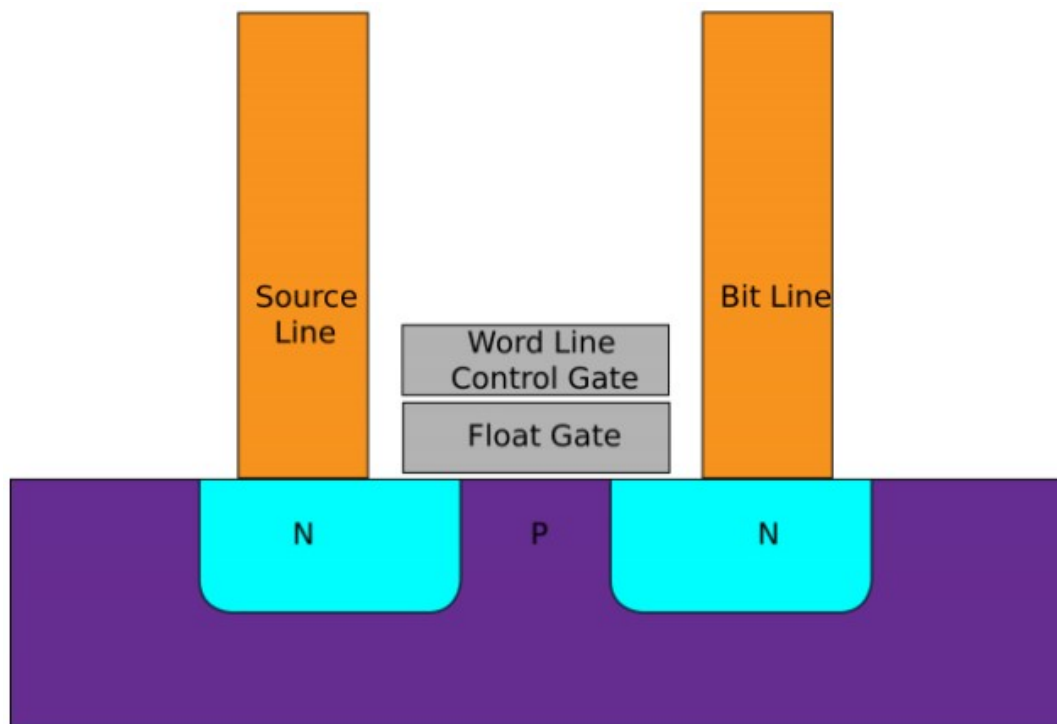 Source
Line
Bit Line
Word Line
Control Gate
Float Gate
N
P
N